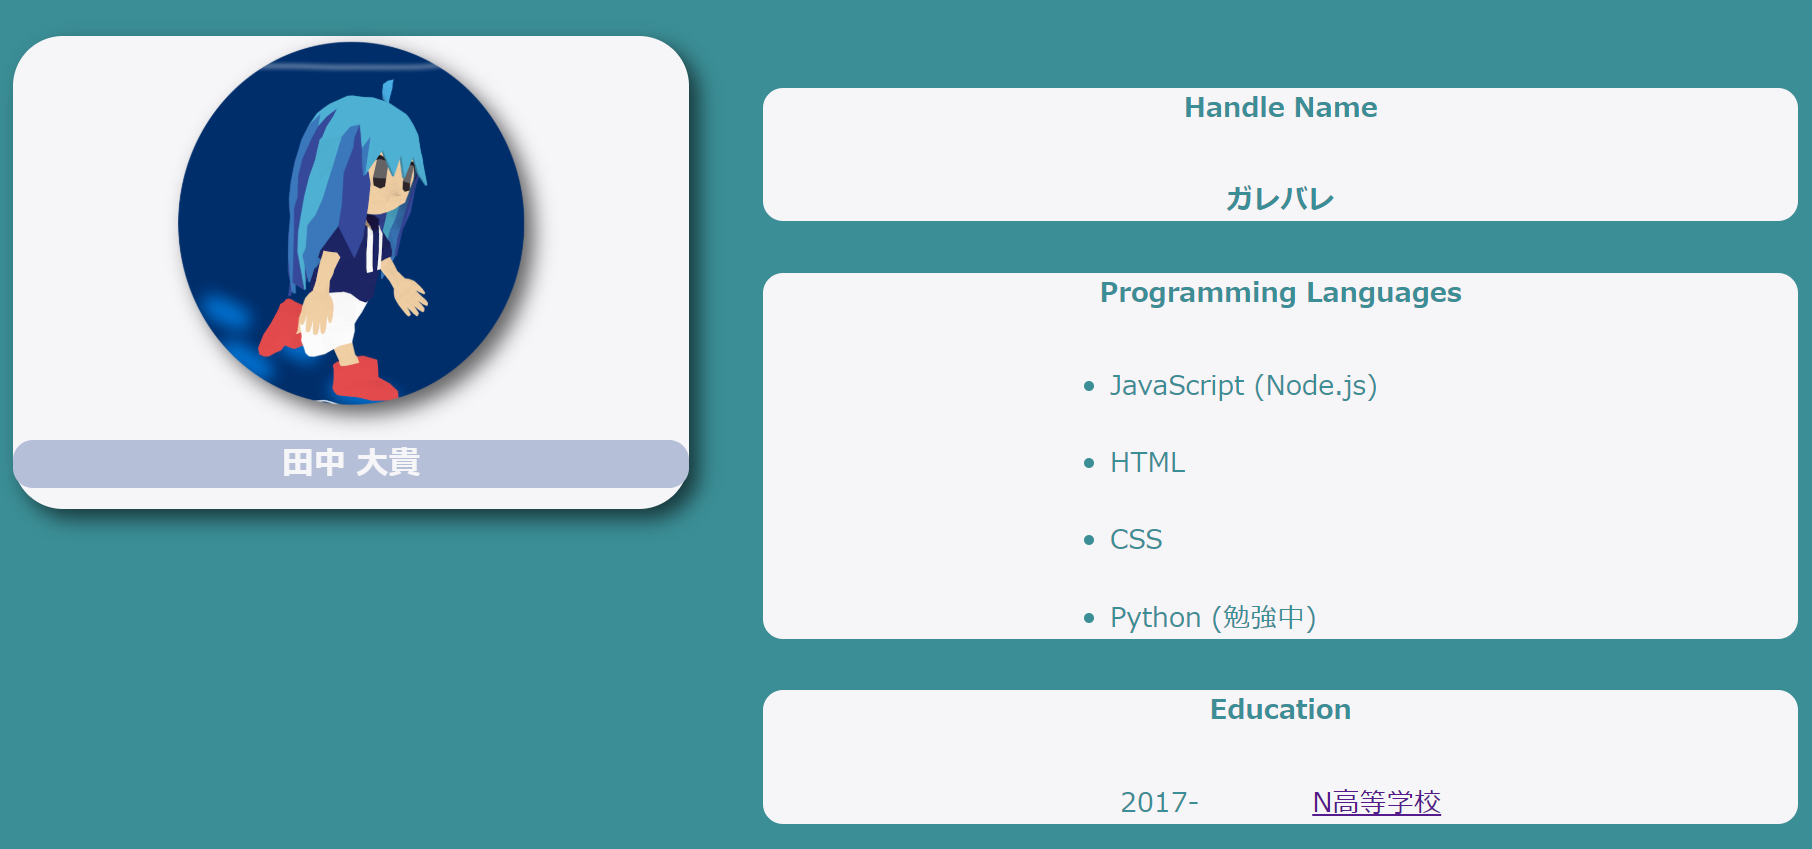 田中 大貴
Handle Name
ガレバレ
Programming Languages
JavaScript (Node.js)
HTML
CSS
Python (勉強中)
Education
2017- N高等学校